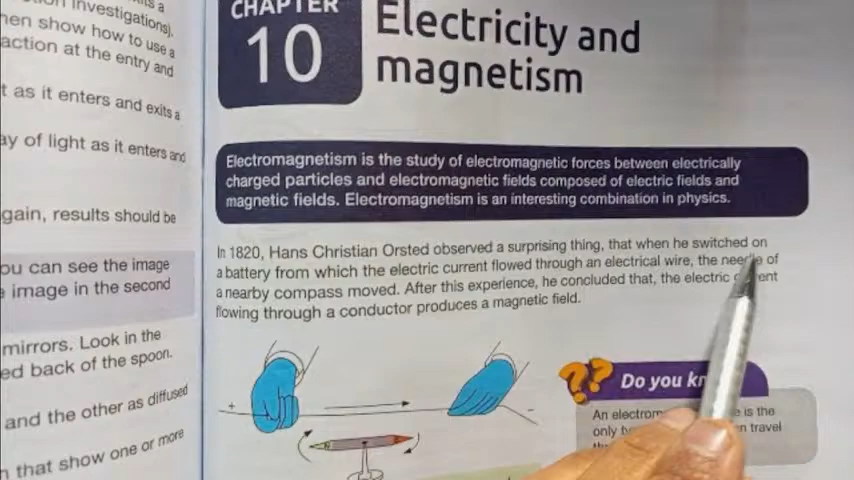 investigations).
show how to use a
action at the entry and
t as it enters and exits a
ay of light as it enters and
gain, results should be
ou can see the image
image in the second
mirrors. Look in the
ed back of the spoon.
and the other as diffused
that show one or more
CHAPTER
10
Electricity and
magnetism
Electromagnetism is the study of electromagnetic forces between electrically
charged particles and electromagnetic fields composed of electric fields and
magnetic fields. Electromagnetism is an interesting combination in physics.
In 1820, Hans Christian Orsted observed a surprising thing, that when he switched on
a battery from which the electric current flowed through an electrical wire, the needle of
a nearby compass moved. After this experience, he concluded that, the electric
flowing through a conductor produces a magnetic field.
+
-
??
Do you
An
is the
only
travel